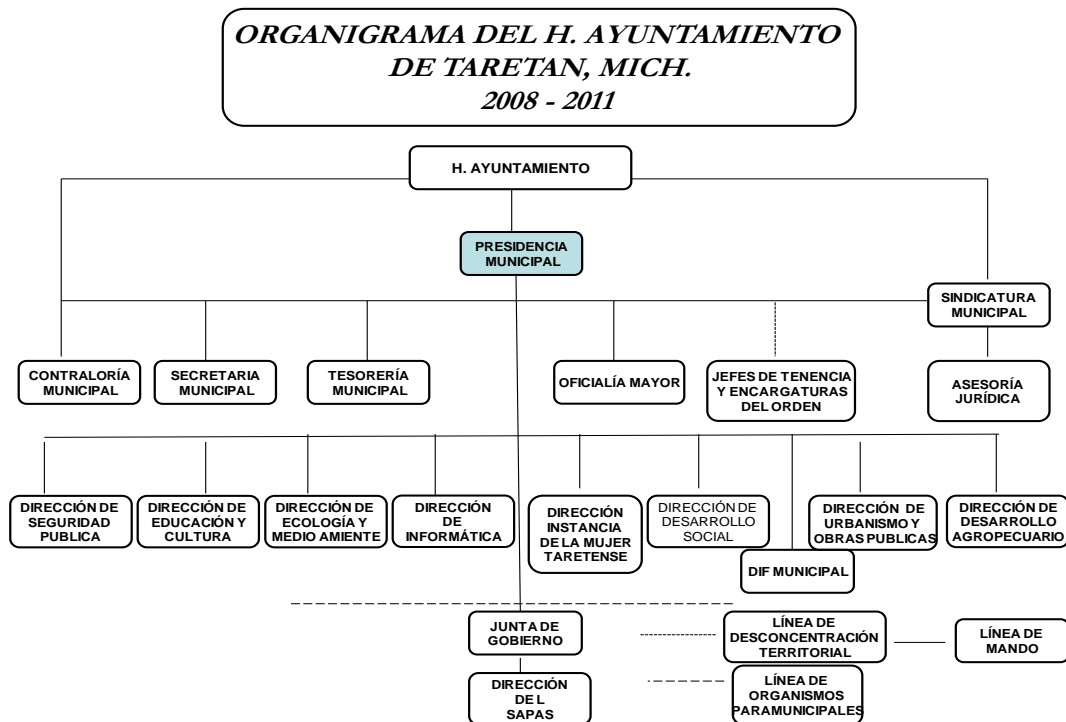 ORGANIGRAMA DEL H. AYUNTAMIENTO
DE TARETAN, MICH.
2008 - 2011
H. AYUNTAMIENTO
PRESIDENCIA
MUNICIPAL
SINDICATURA
MUNICIPAL
CONTRALORÍA
MUNICIPAL
SECRETARIA
MUNICIPAL
TESORERÍA
MUNICIPAL
OFICIALÍA MAYOR
JEFES DE TENENCIA
Y ENCARGATURAS
DEL ORDEN
ASESORÍA
JURÍDICA
DIRECCIÓN DE
SEGURIDAD
PUBLICA
DIRECCIÓN DE
EDUCACIÓN Y
CULTURA
DIRECCIÓN DE
ECOLOGÍA Y
MEDIO AMIENTE
DIRECCIÓN
DE
INFORMÁTICA
DIRECCIÓN
INSTANCIA
DE LA MUJER
TARETENSE
DIRECCIÓN DE
DESARROLLO
SOCIAL
DIF MUNICIPAL
DIRECCIÓN DE
URBANISMO Y
OBRAS PUBLICAS
DIRECCIÓN DE
DESARROLLO
AGROPECUARIO
JUNTA DE
GOBIERNO
DIRECCIÓN
DE L
SAPAS
LÍNEA DE
DESCONCENTRACIÓN
TERRITORIAL
LÍNEA DE
MANDO
LÍNEA DE
ORGANISMOS
PARAMUNICIPALES